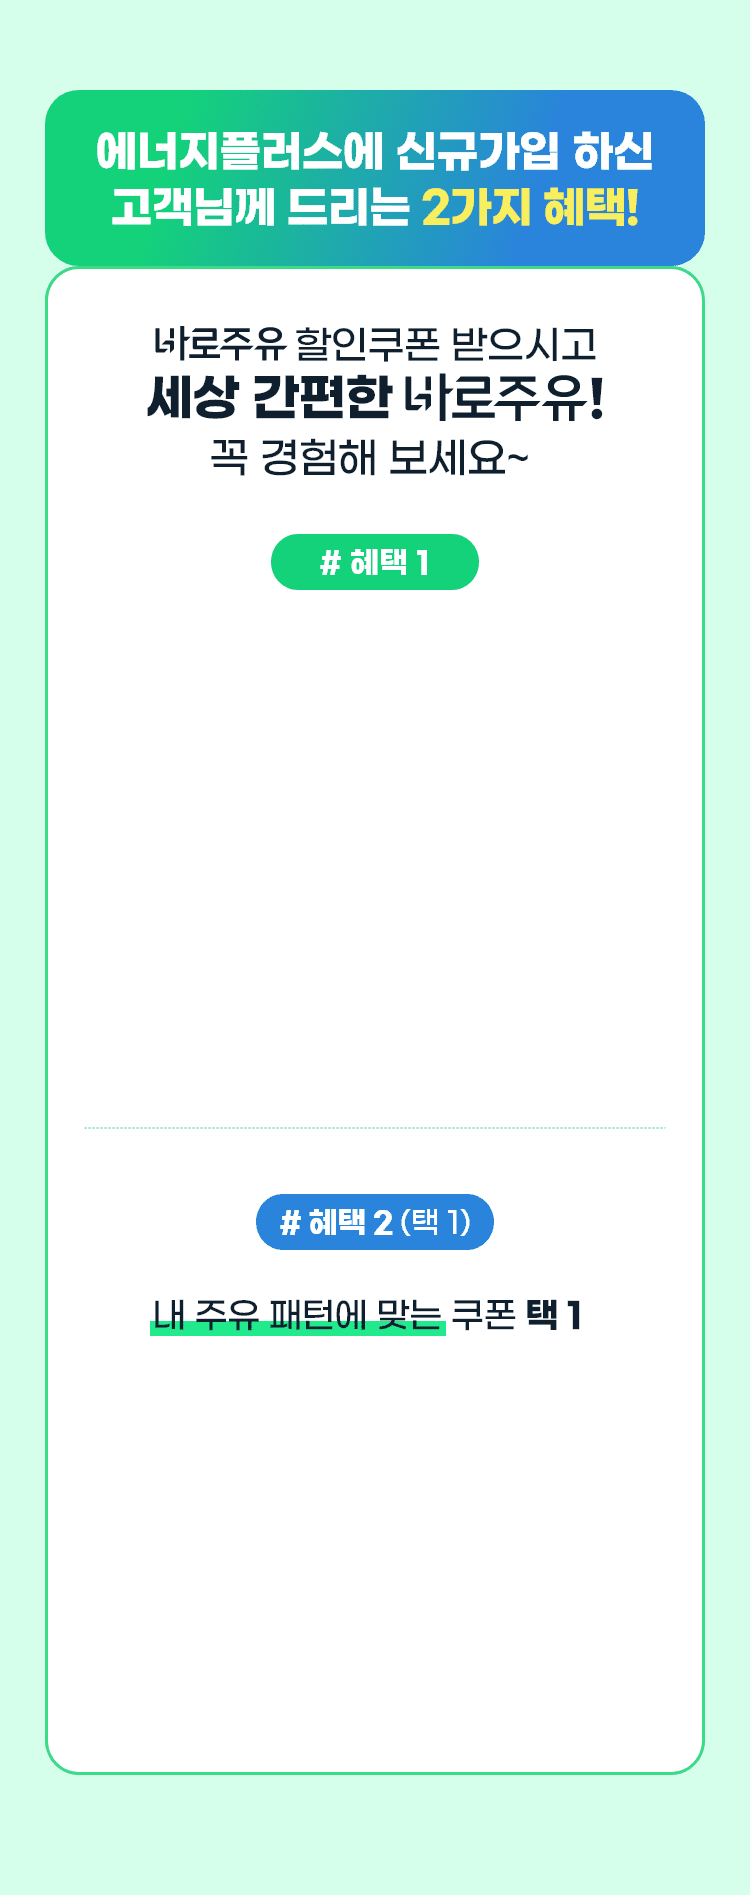 에너지플러스에 신규가입 하신
고객님께 드리는 2가지 혜택!
바로주유 할인쿠폰 받으시고
세상 간편한 바로주유!
꼭 경험해 보세요~
# 혜택 1
# 혜택 2 (택 1)
내 주유 패턴에 맞는 쿠폰 택 1